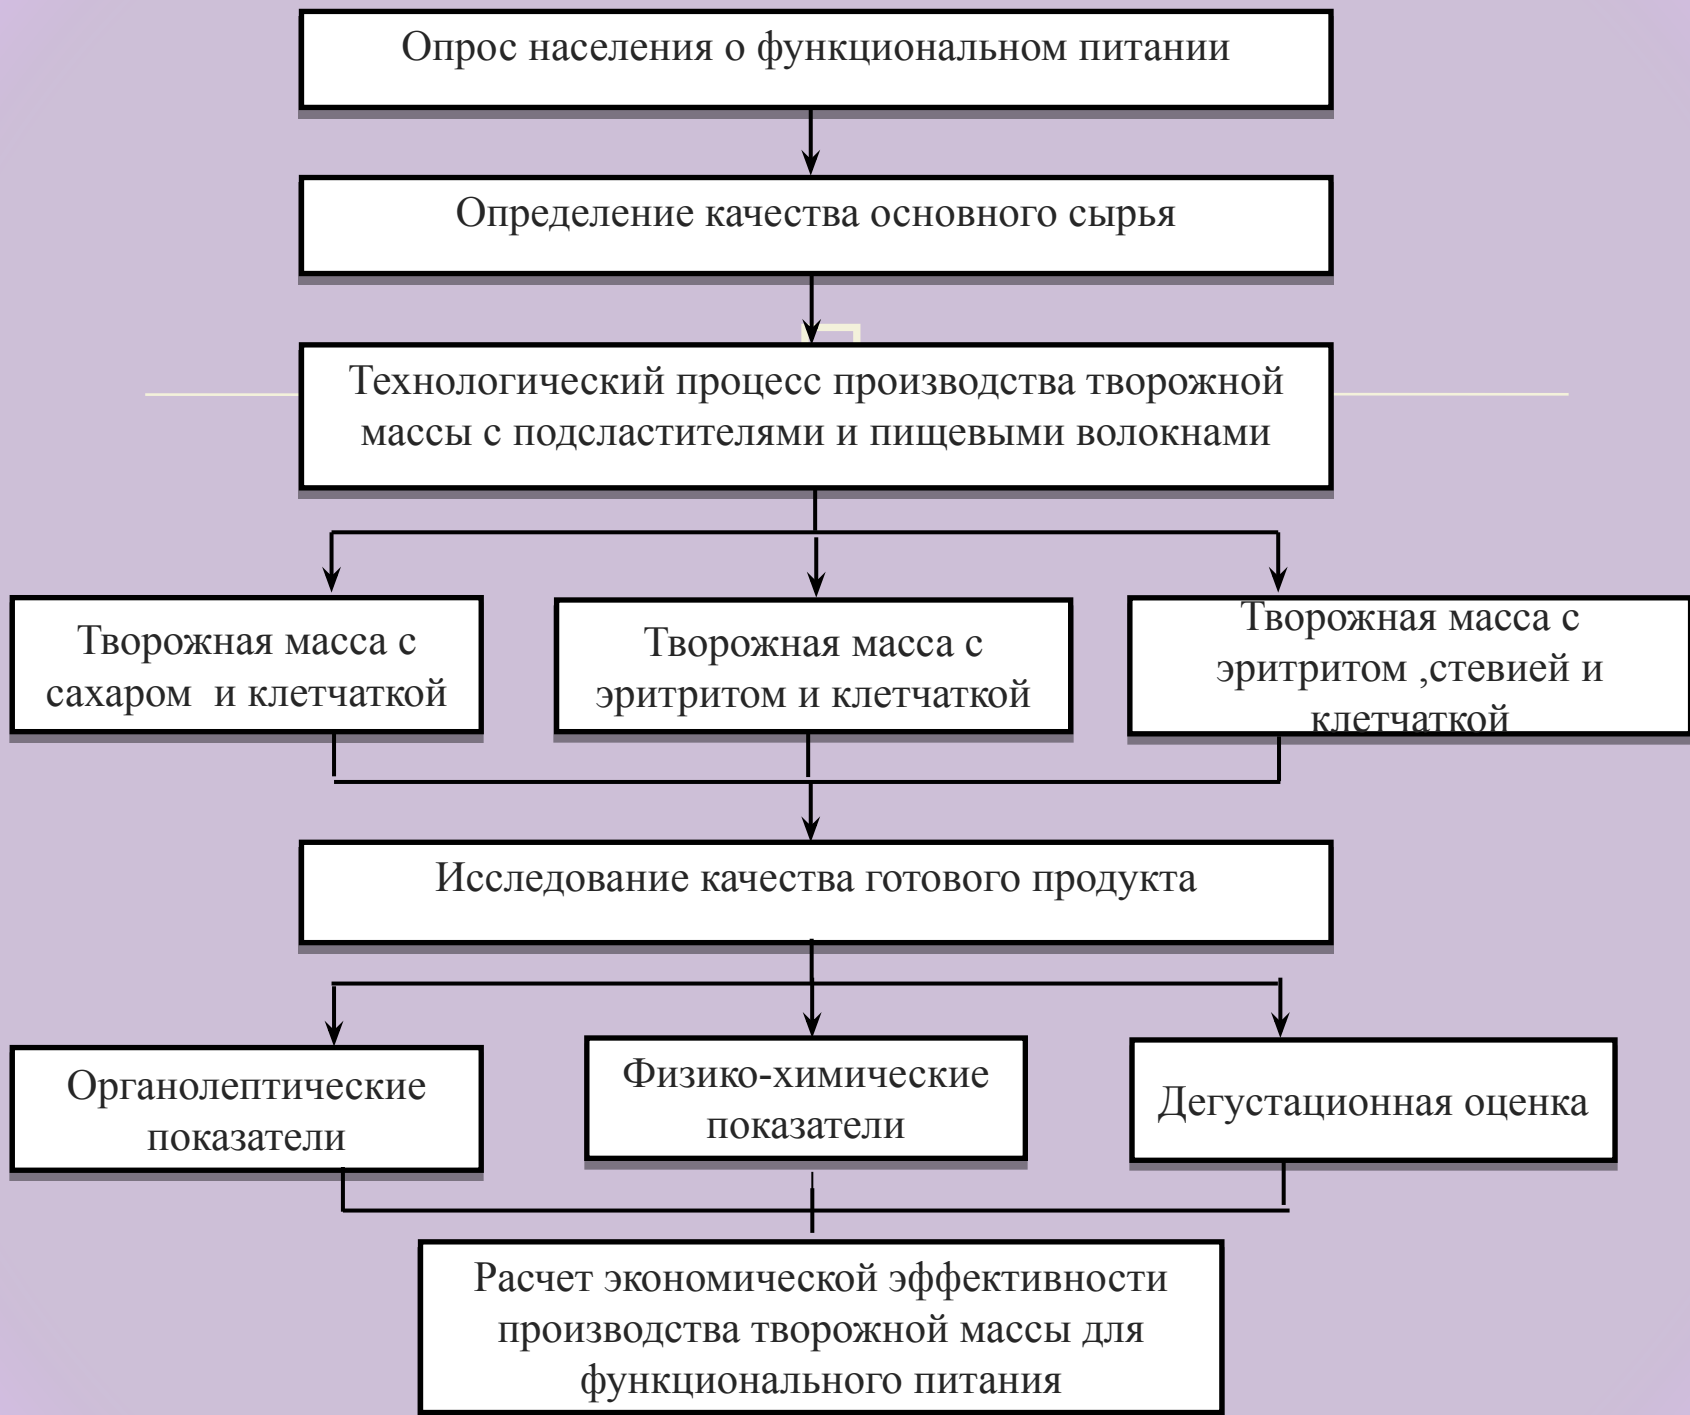 Опрос населения о функциональном питании
Определение качества основного сырья
Технологический процесс производства творожной
массы с подсластителями и пищевыми волокнами
Творожная масса с
сахаром  и клетчаткой
Творожная масса с
эритритом и клетчаткой
Творожная масса с
эритритом ,стевией и
клетчаткой
Исследование качества готового продукта
Органолептические
показатели
Физико-химические
показатели
Дегустационная оценка
Расчет экономической эффективности
производства творожной массы для
функционального питания